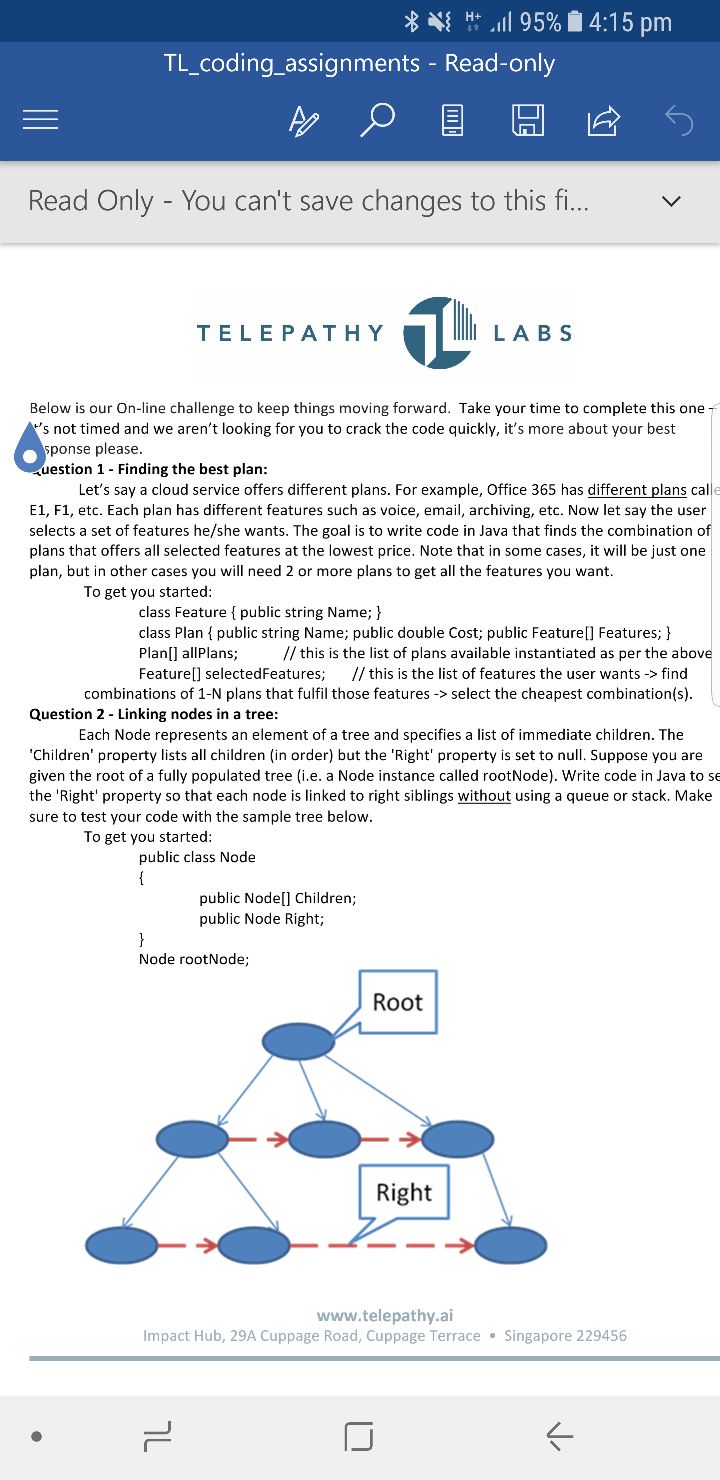 H+ 95% 4:15 pm
TL_coding_assignments - Read-only
Read Only - You can't save changes to this fi...
TELEPATHY LABS
Below is our On-line challenge to keep things moving forward. Take your time to complete this one –
's not timed and we aren't looking for you to crack the code quickly, it's more about your best
sponse please.
Question 1 - Finding the best plan:
Let's say a cloud service offers different plans. For example, Office 365 has different plans calle
E1, F1, etc. Each plan has different features such as voice, email, archiving, etc. Now let say the user
selects a set of features he/she wants. The goal is to write code in Java that finds the combination of
plans that offers all selected features at the lowest price. Note that in some cases, it will be just one
plan, but in other cases you will need 2 or more plans to get all the features you want.
To get you started:
class Feature { public string Name; }
class Plan { public string Name; public double Cost; public Feature[] Features; }
Plan[] allPlans; // this is the list of plans available instantiated as per the above
Feature[] selectedFeatures; // this is the list of features the user wants -> find
combinations of 1-N plans that fulfil those features -> select the cheapest combination(s).
Question 2 - Linking nodes in a tree:
Each Node represents an element of a tree and specifies a list of immediate children. The
'Children' property lists all children (in order) but the 'Right' property is set to null. Suppose you are
given the root of a fully populated tree (i.e. a Node instance called rootNode). Write code in Java to se
the 'Right' property so that each node is linked to right siblings without using a queue or stack. Make
sure to test your code with the sample tree below.
To get you started:
public class Node
{
public Node[] Children;
public Node Right;
}
Node rootNode;
Root
Right
www.telepathy.ai
Impact Hub, 29A Cuppage Road, Cuppage Terrace • Singapore 229456